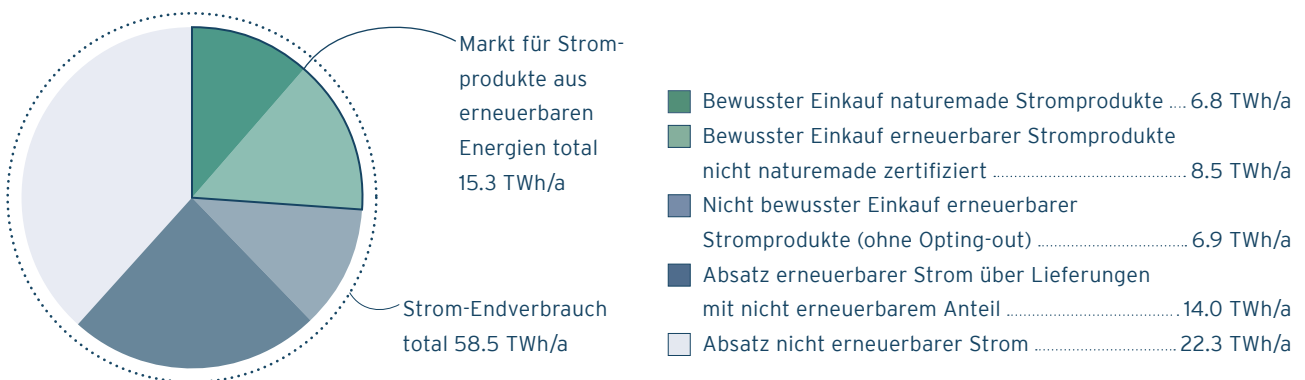 Markt für Strom-
produkte aus
erneuerbaren
Energien total
15.3 TWh/a
Strom-Endverbrauch
total 58.5 TWh/a
Bewusster Einkauf naturemade Stromprodukte .... 6.8 TWh/a
Bewusster Einkauf erneuerbarer Stromprodukte
nicht naturemade zertifiziert ........................................ 8.5 TWh/a
Nicht bewusster Einkauf erneuerbarer
Stromprodukte (ohne Opting-out) ............................... 6.9 TWh/a
Absatz erneuerbarer Strom über Lieferungen
mit nicht erneuerbarem Anteil ................................... 14.0 TWh/a
Absatz nicht erneuerbarer Strom ............................. 22.3 TWh/a